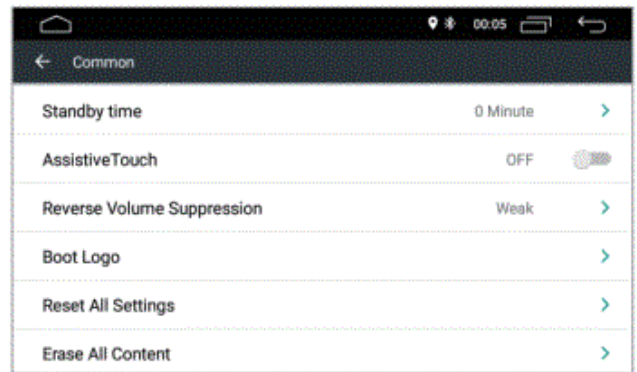 00:05
Common
Standby time 0 Minute
AssistiveTouch OFF
Reverse Volume Suppression Weak
Boot Logo
Reset All Settings
Erase All Content